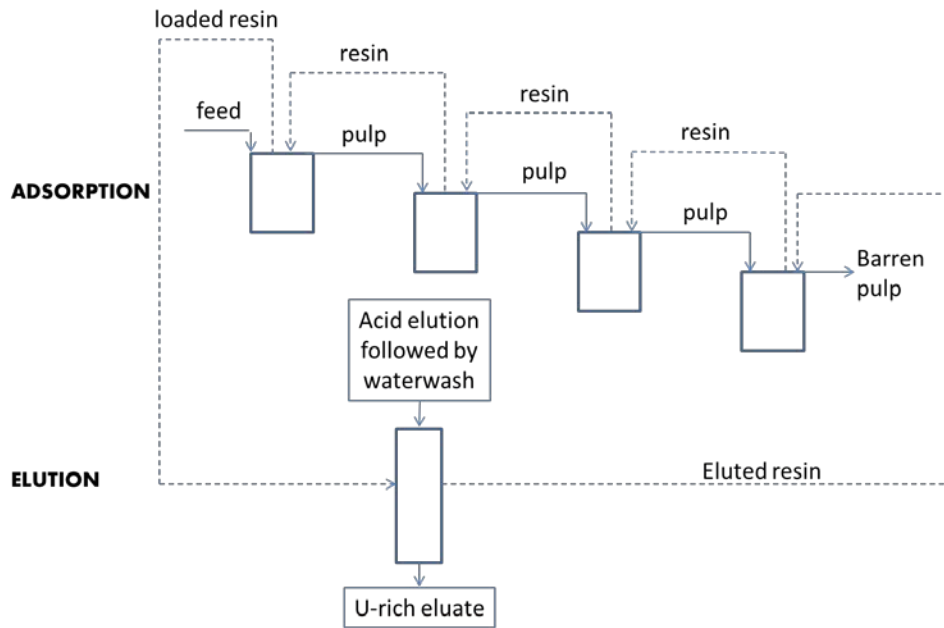 loaded resin
resin
resin
feed
resin
pulp
pulp
ADSORPTION
pulp
Barren
pulp
Acid elution
followed by
waterwash
ELUTION
Eluted resin
U-rich eluate